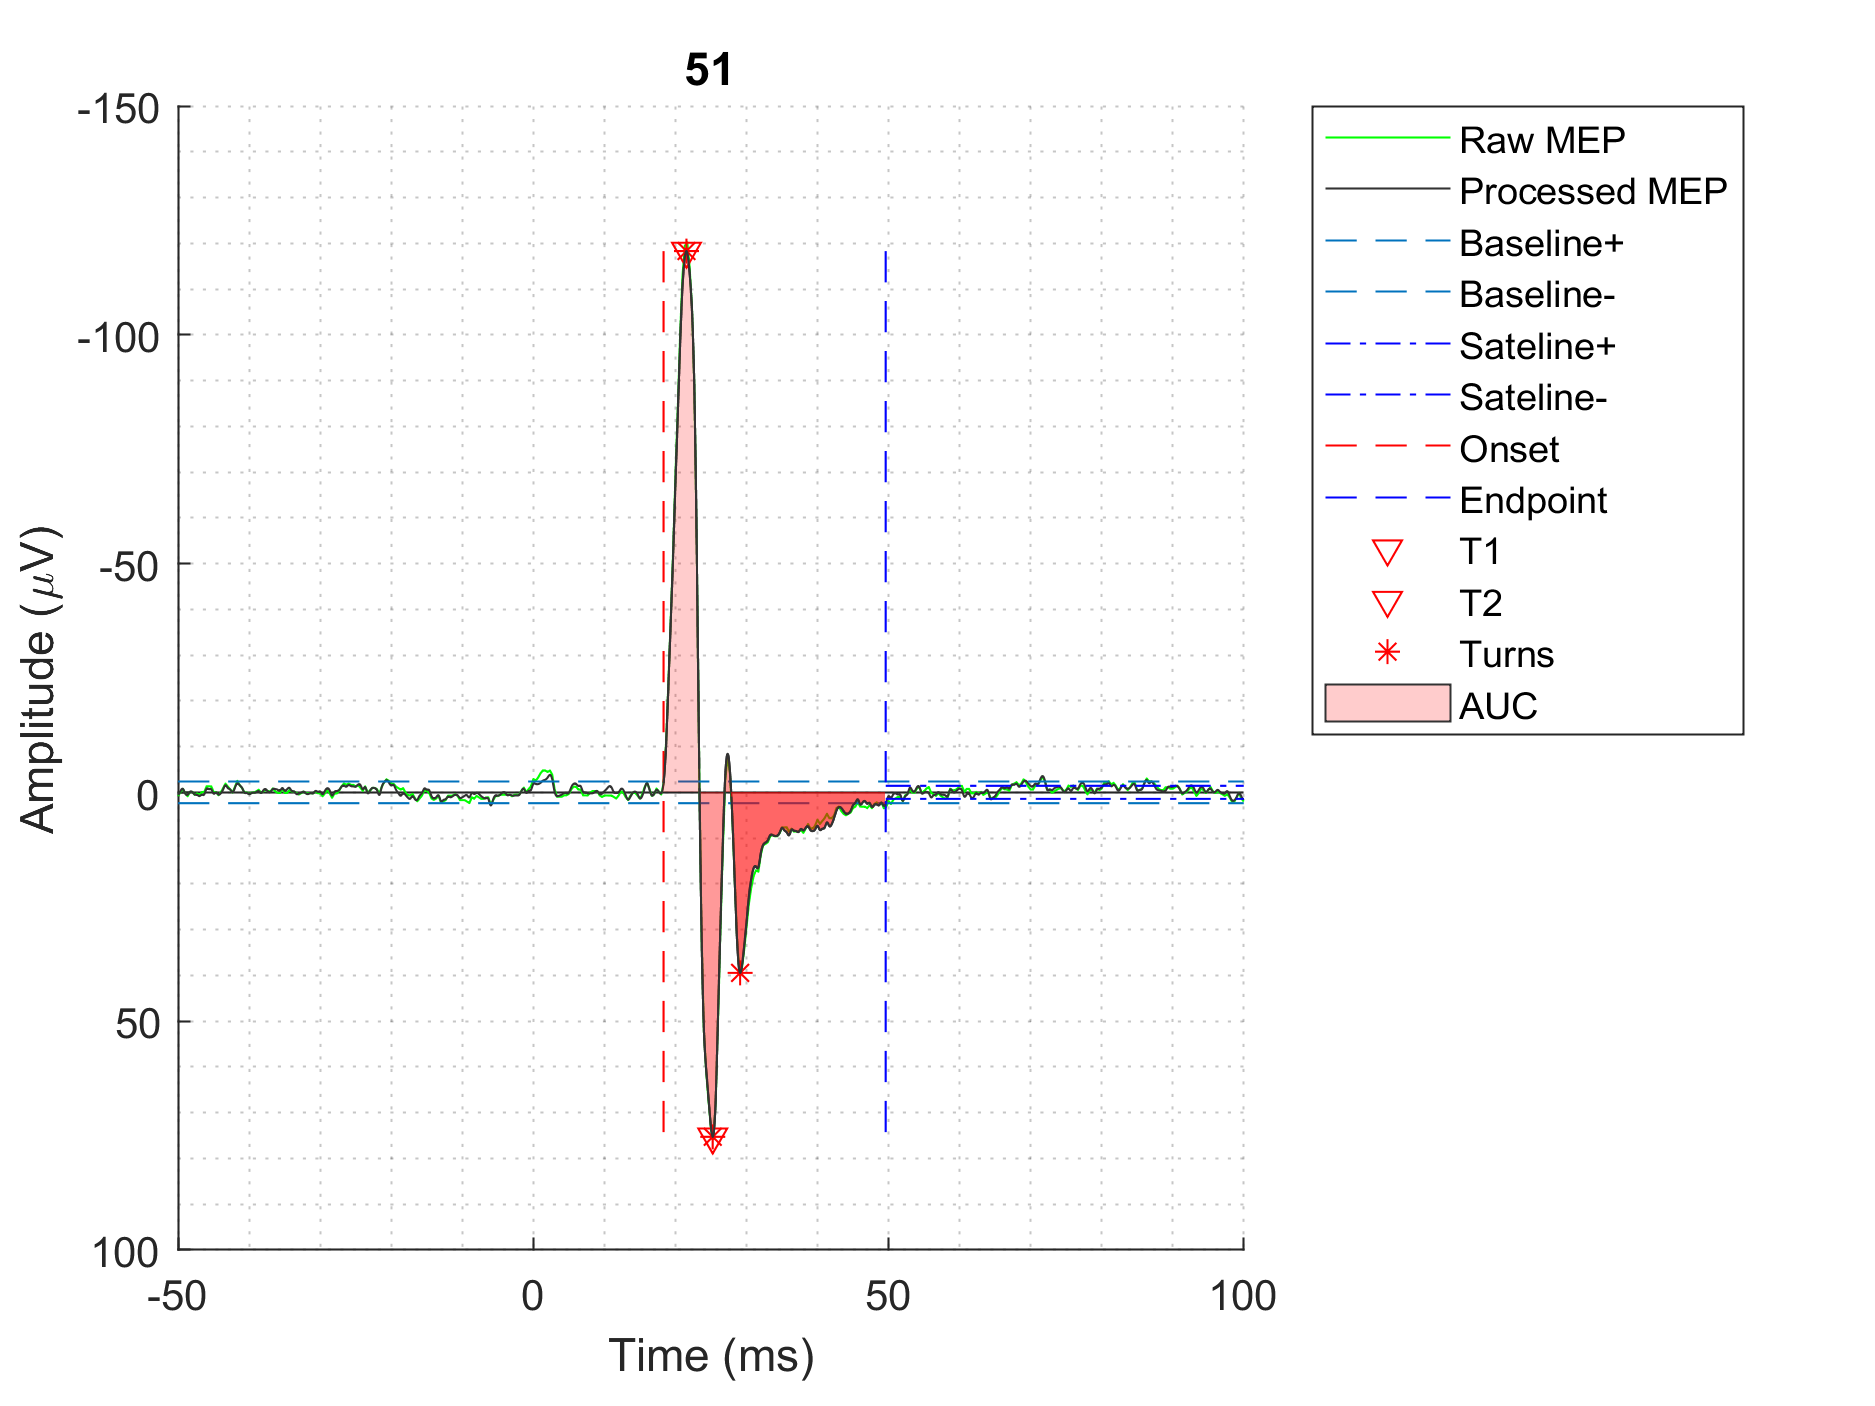 51
-150
-100
-50
0
50
100
Amplitude (μV)
-50 0 50 100
Time (ms)
Raw MEP
Processed MEP
Baseline+
Baseline-
Sateline+
Sateline-
Onset
Endpoint
T1
T2
Turns
AUC